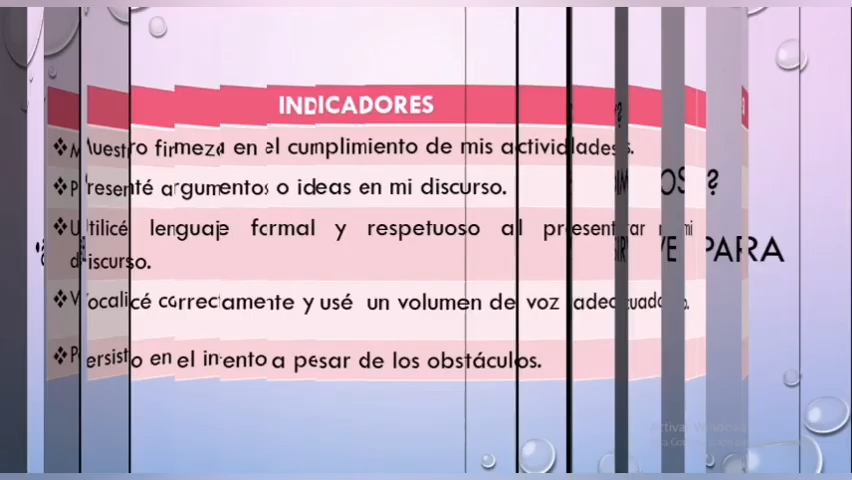 INDICADORES
❖Muestro firmeza en el cumplimiento de mis actividades.
❖Presenté argumentos o ideas en mi discurso.
❖Utilicé lenguaje formal y respetuoso al presentar mi
discurso.
❖Vocalicé correctamente y usé un volumen de voz adecuado.
❖Persisto en el intento a pesar de los obstáculos.
PARA